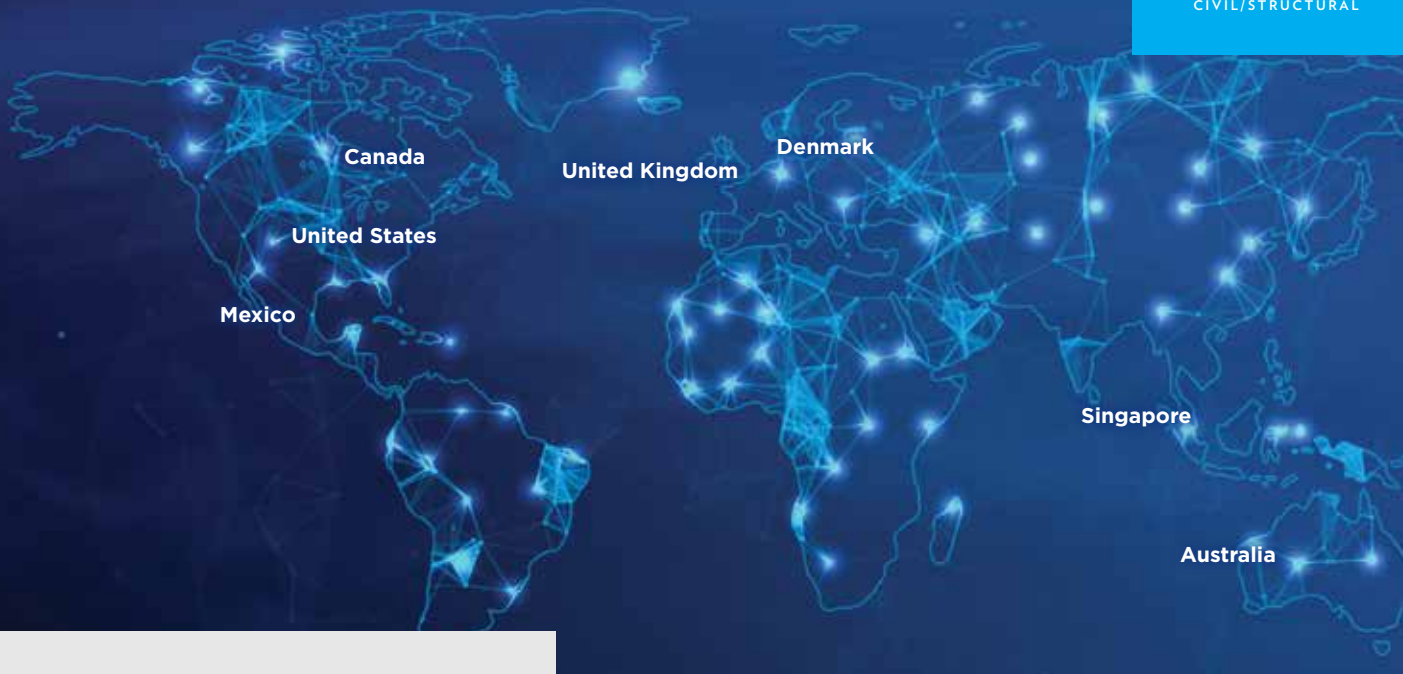 CIVIL/STRUCTURAL
Denmark
Canada
United Kingdom
United States
Mexico
Singapore
Australia